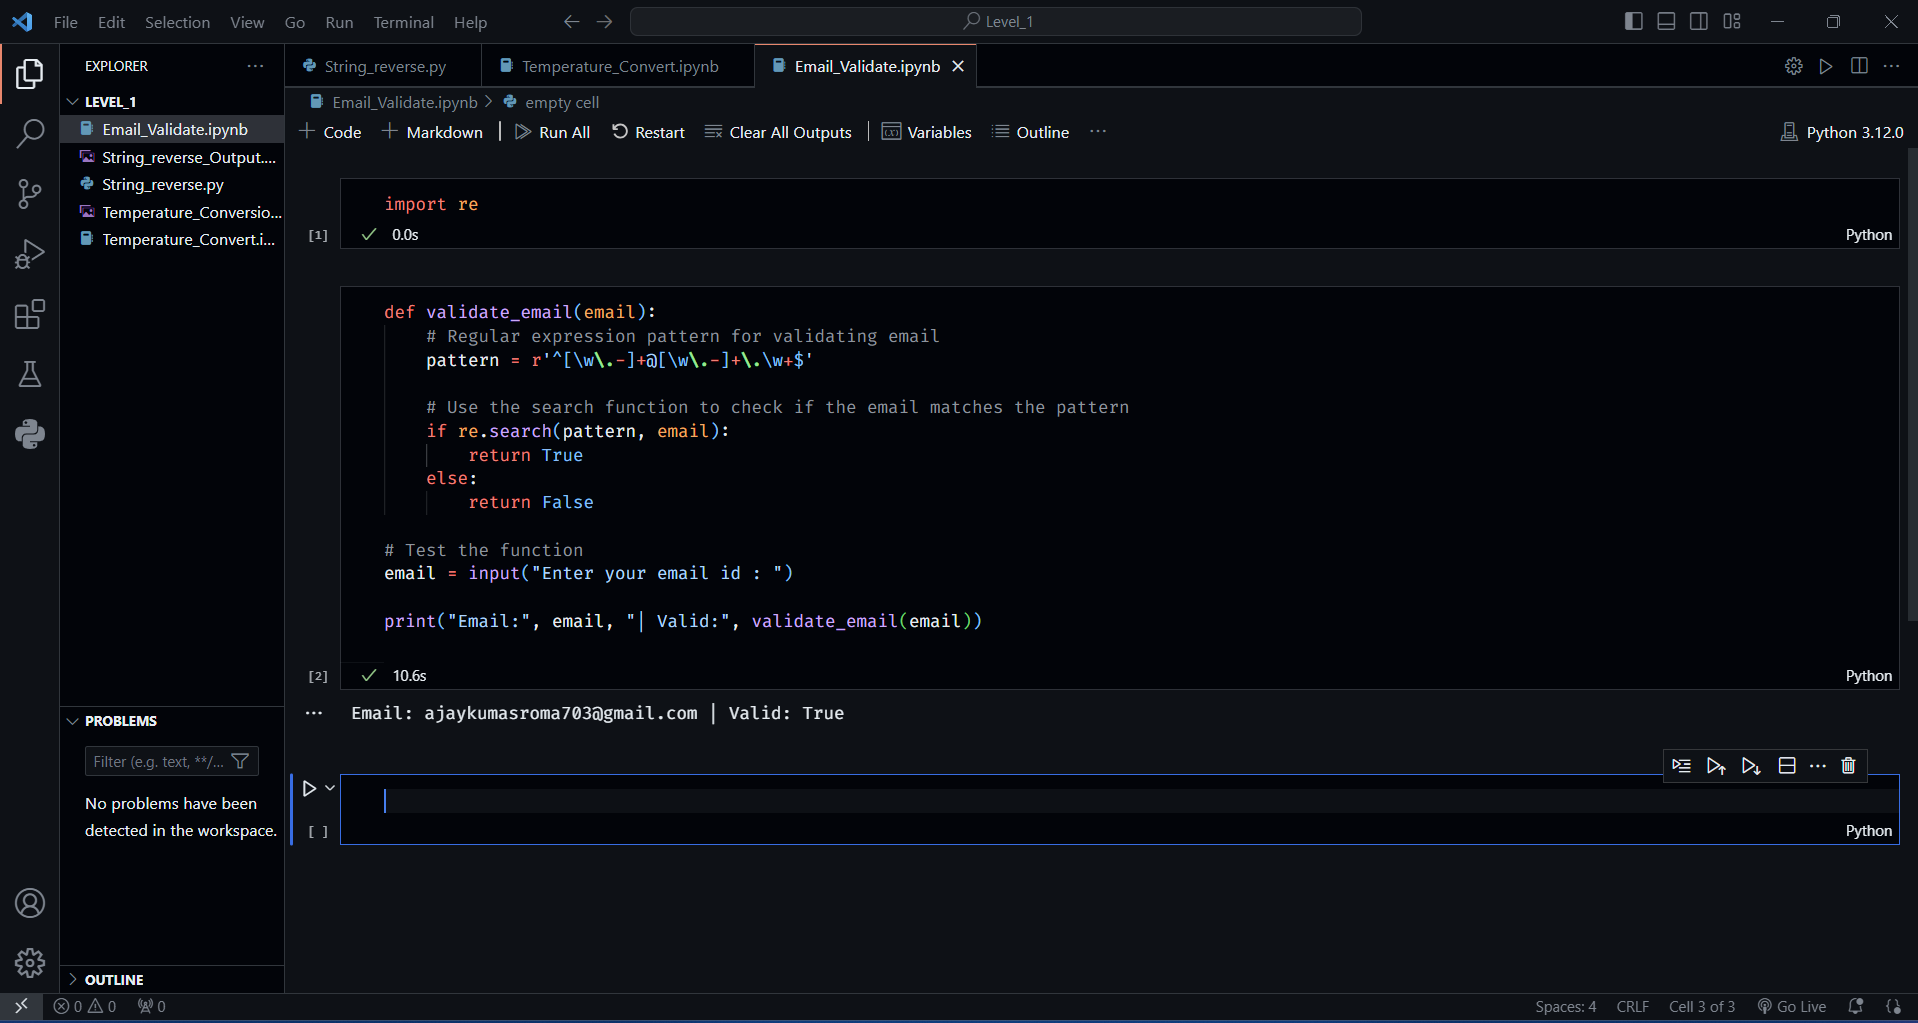 File Edit Selection View Go Run Terminal Help
Level_1
EXPLORER
LEVEL_1
Email_Validate.ipynb
String_reverse_Output....
String_reverse.py
Temperature_Conversio...
Temperature_Convert.i...
PROBLEMS
Filter (e.g. text, **/...
No problems have been
detected in the workspace.
OUTLINE
String_reverse.py Temperature_Convert.ipynb Email_Validate.ipynb
Email_Validate.ipynb > empty cell
+ Code + Markdown | Run All Restart Clear All Outputs | Variables Outline ...
Python 3.12.0
import re
[1] 0.0s Python
def validate_email(email):
    # Regular expression pattern for validating email
    pattern = r'^[\w\.-]+@[\w\.-]+\.\w+$'
    # Use the search function to check if the email matches the pattern
    if re.search(pattern, email):
        return True
    else:
        return False
# Test the function
email = input("Enter your email id : ")
print("Email:", email, "| Valid:", validate_email(email))
[2] 10.6s Python
... Email: ajaykumasroma703@gmail.com | Valid: True
[ ] Python
0 0 0 Spaces: 4 CRLF Cell 3 of 3 Go Live